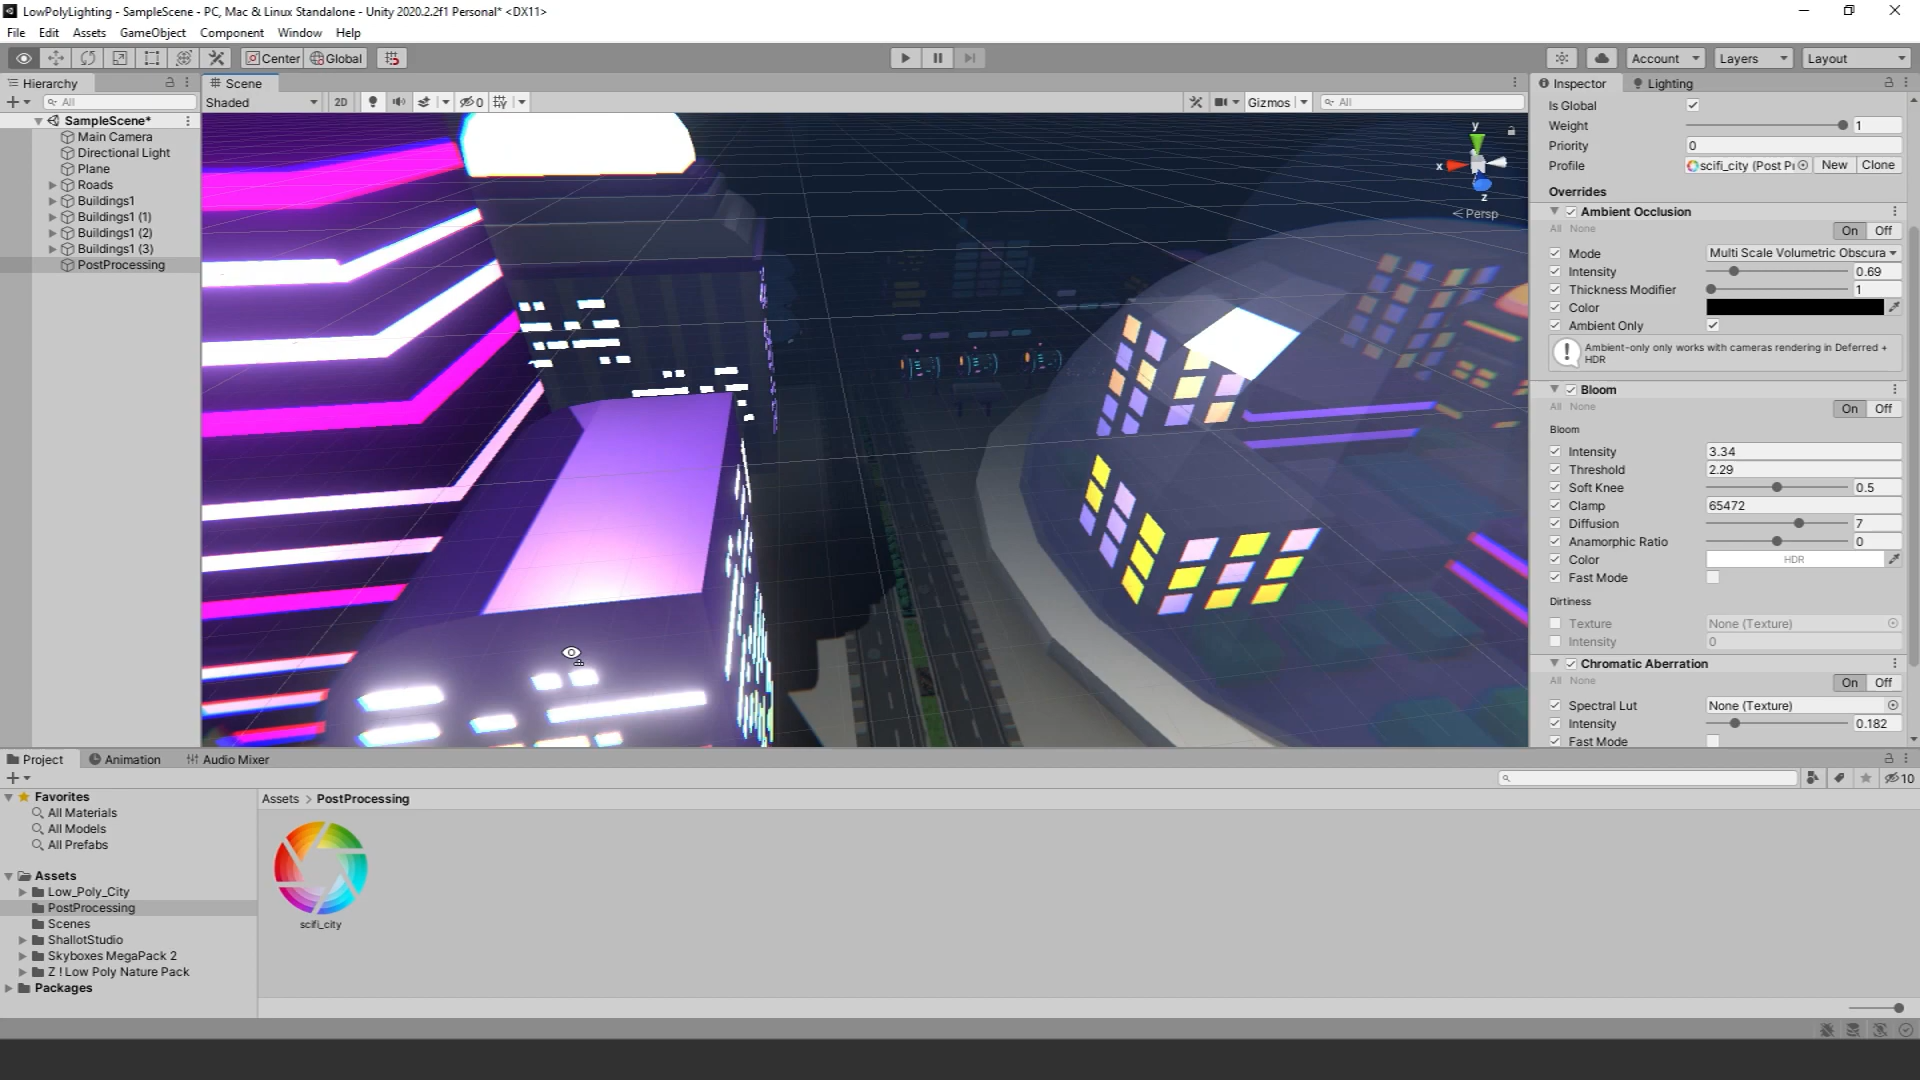 LowPolyLighting - SampleScene - PC, Mac & Linux Standalone - Unity 2020.2.2f1 Personal* <DX11>
File Edit Assets GameObject Component Window Help
Center Global Account Layers Layout
Hierarchy
All
SampleScene*
Main Camera
Directional Light
Plane
Roads
Buildings1
Buildings1 (1)
Buildings1 (2)
Buildings1 (3)
PostProcessing
Scene
Shaded 2D 0 Gizmos All
y
x
z
< Persp
Inspector Lighting
Is Global
Weight 1
Priority 0
Profile scifi_city (Post Pr New Clone
Overrides
Ambient Occlusion
All None On Off
Mode Multi Scale Volumetric Obscura
Intensity 0.69
Thickness Modifier 1
Color
Ambient Only
Ambient-only only works with cameras rendering in Deferred +
HDR
Bloom
All None On Off
Bloom
Intensity 3.34
Threshold 2.29
Soft Knee 0.5
Clamp 65472
Diffusion 7
Anamorphic Ratio 0
Color HDR
Fast Mode
Dirtiness
Texture None (Texture)
Intensity 0
Chromatic Aberration
All None On Off
Spectral Lut None (Texture)
Intensity 0.182
Fast Mode
Project Animation Audio Mixer
10
Favorites
All Materials
All Models
All Prefabs
Assets
Low_Poly_City
PostProcessing
Scenes
ShallotStudio
Skyboxes MegaPack 2
Z ! Low Poly Nature Pack
Packages
Assets > PostProcessing
scifi_city